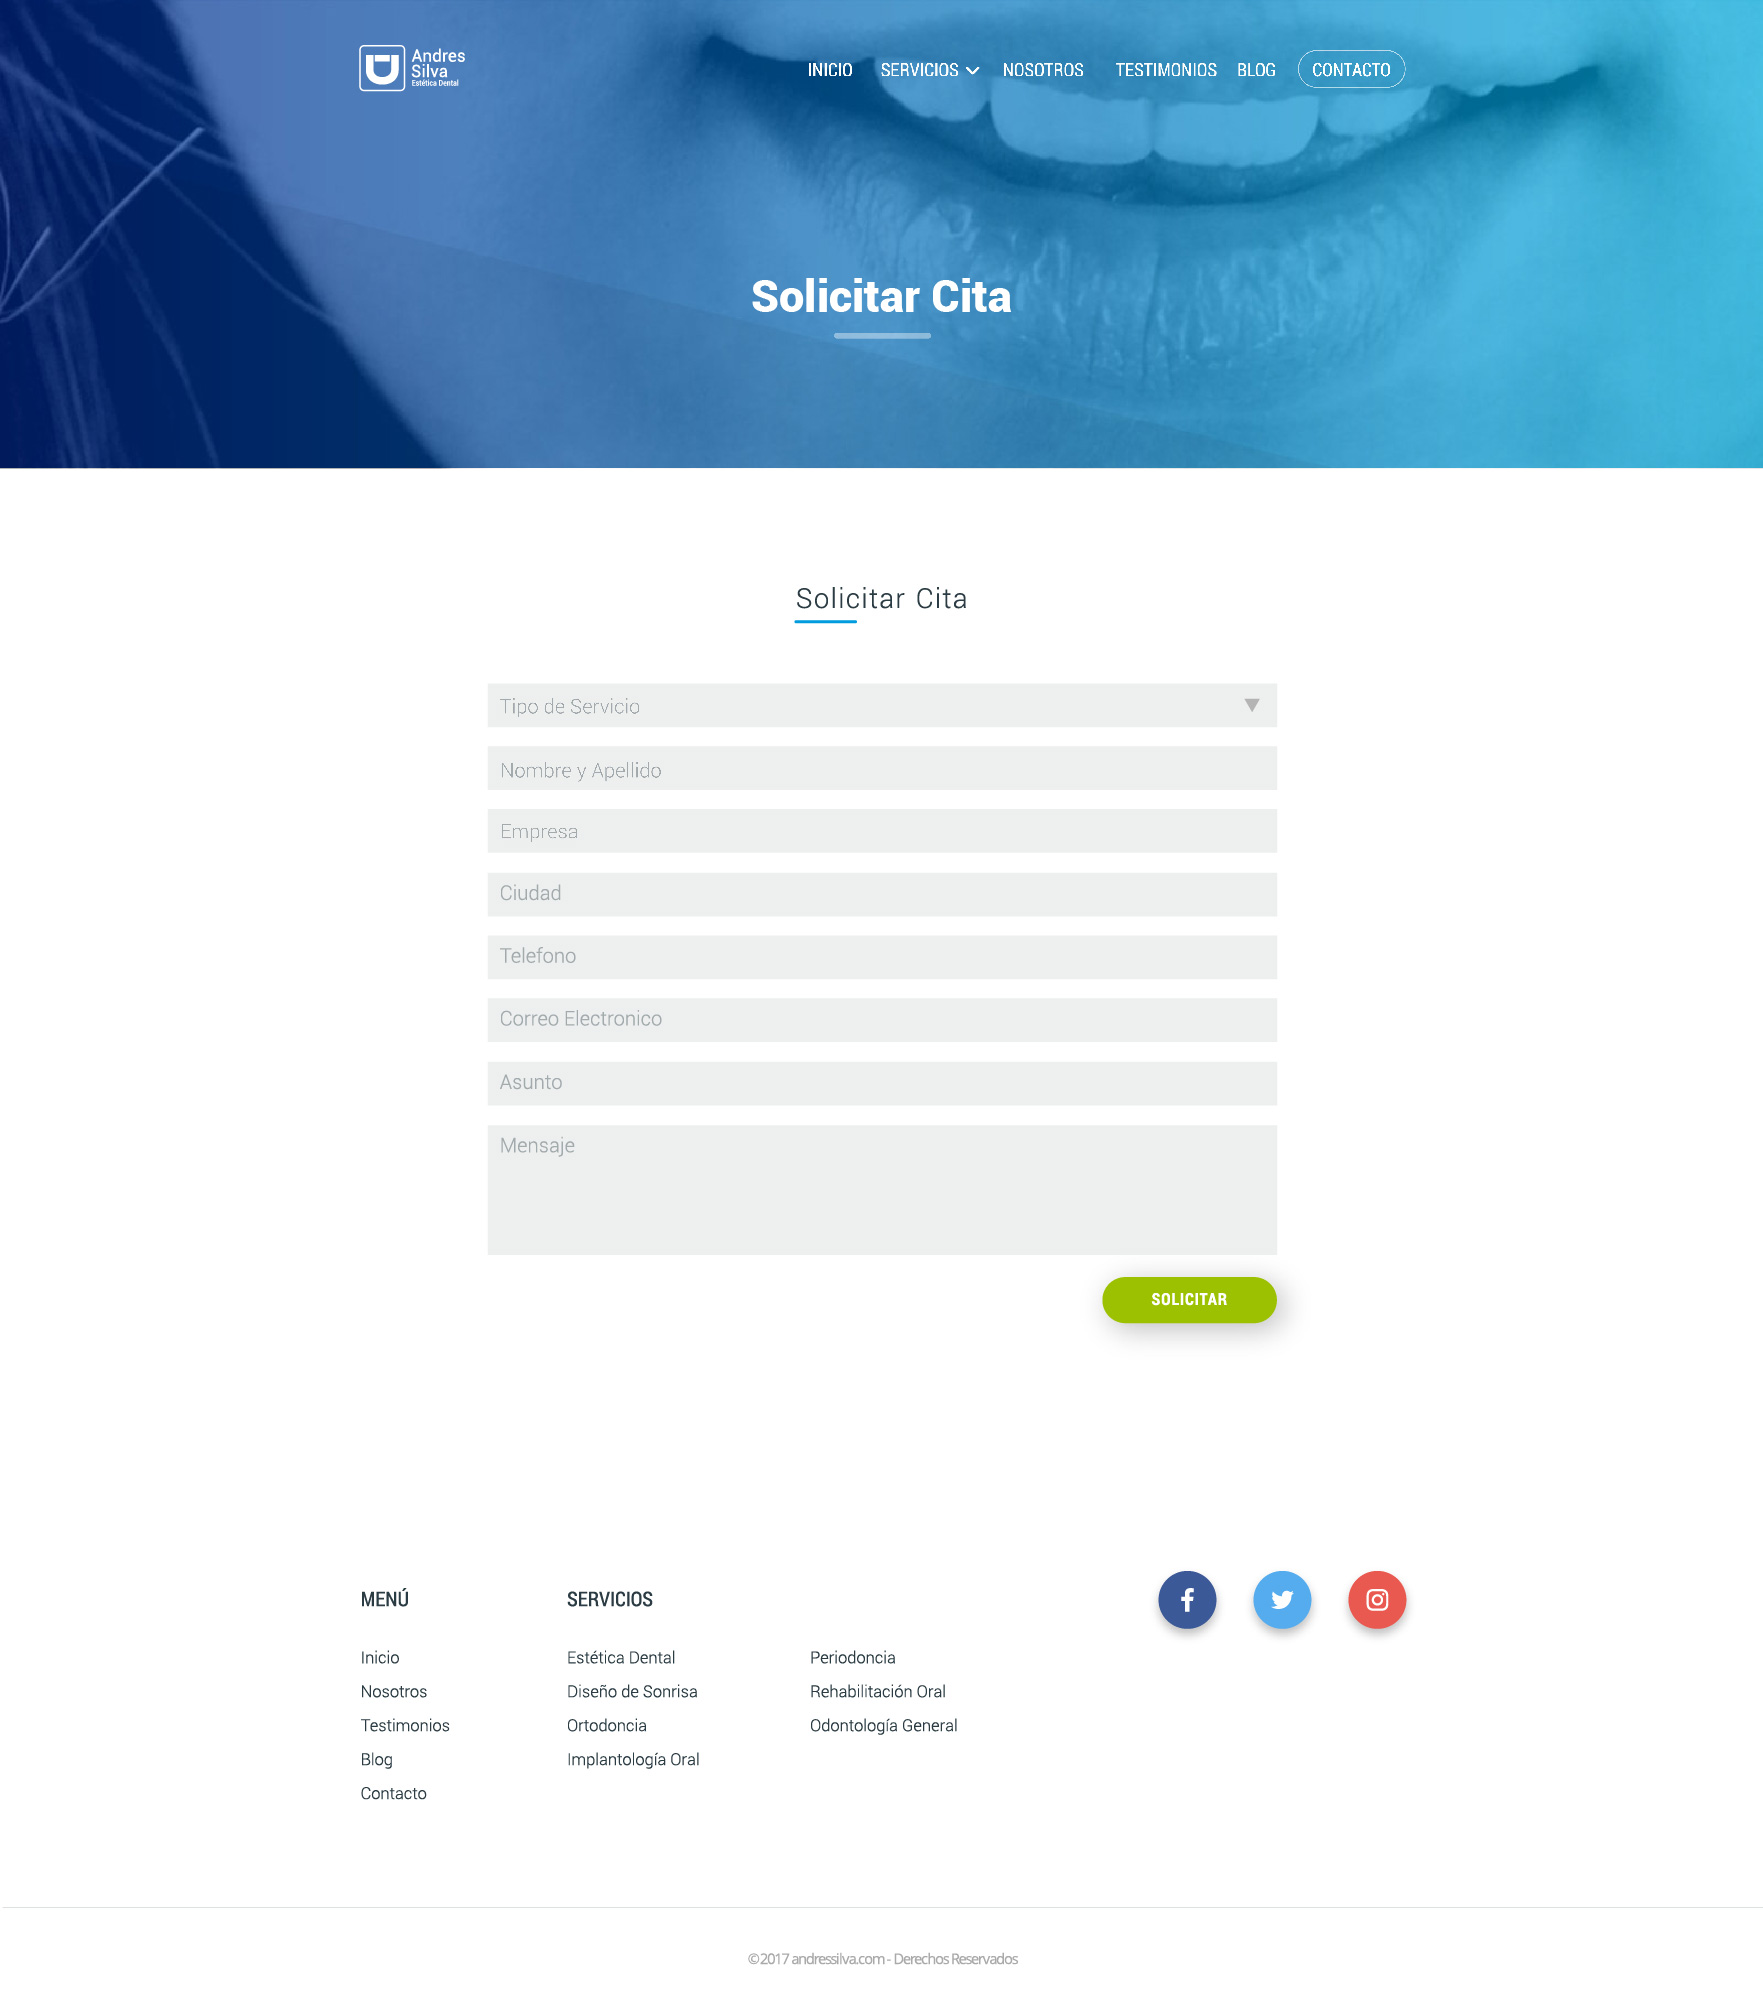 Andres
Silva
Estética Dental
INICIO SERVICIOS NOSOTROS TESTIMONIOS BLOG CONTACTO
Solicitar Cita
Solicitar Cita
Tipo de Servicio
Nombre y Apellido
Empresa
Ciudad
Telefono
Correo Electronico
Asunto
Mensaje
SOLICITAR
MENÚ
Inicio
Nosotros
Testimonios
Blog
Contacto
SERVICIOS
Estética Dental
Diseño de Sonrisa
Ortodoncia
Implantología Oral
Periodoncia
Rehabilitación Oral
Odontología General
©2017 andressilva.com - Derechos Reservados